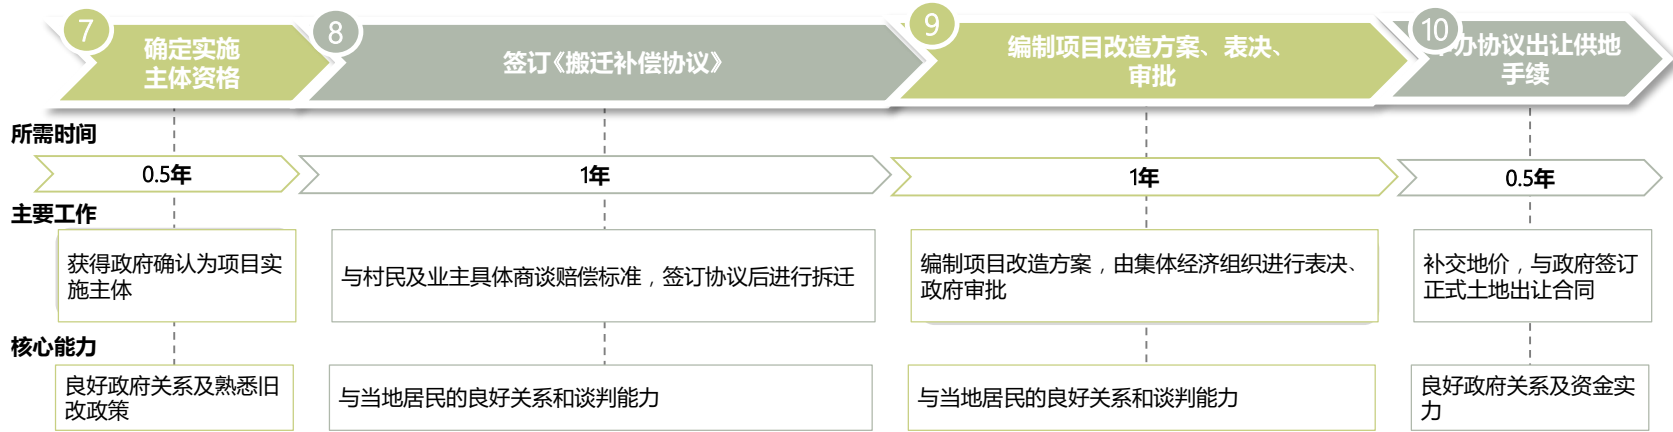 7
确定实施
主体资格
8
签订《搬迁补偿协议》
9
编制项目改造方案、表决、
审批
10
办协议出让供地
手续
所需时间
0.5年
1年
1年
0.5年
主要工作
获得政府确认为项目实
施主体
与村民及业主具体商谈赔偿标准，签订协议后进行拆迁
编制项目改造方案，由集体经济组织进行表决、
政府审批
补交地价，与政府签订
正式土地出让合同
核心能力
良好政府关系及熟悉旧
改政策
与当地居民的良好关系和谈判能力
与当地居民的良好关系和谈判能力
良好政府关系及资金实
力